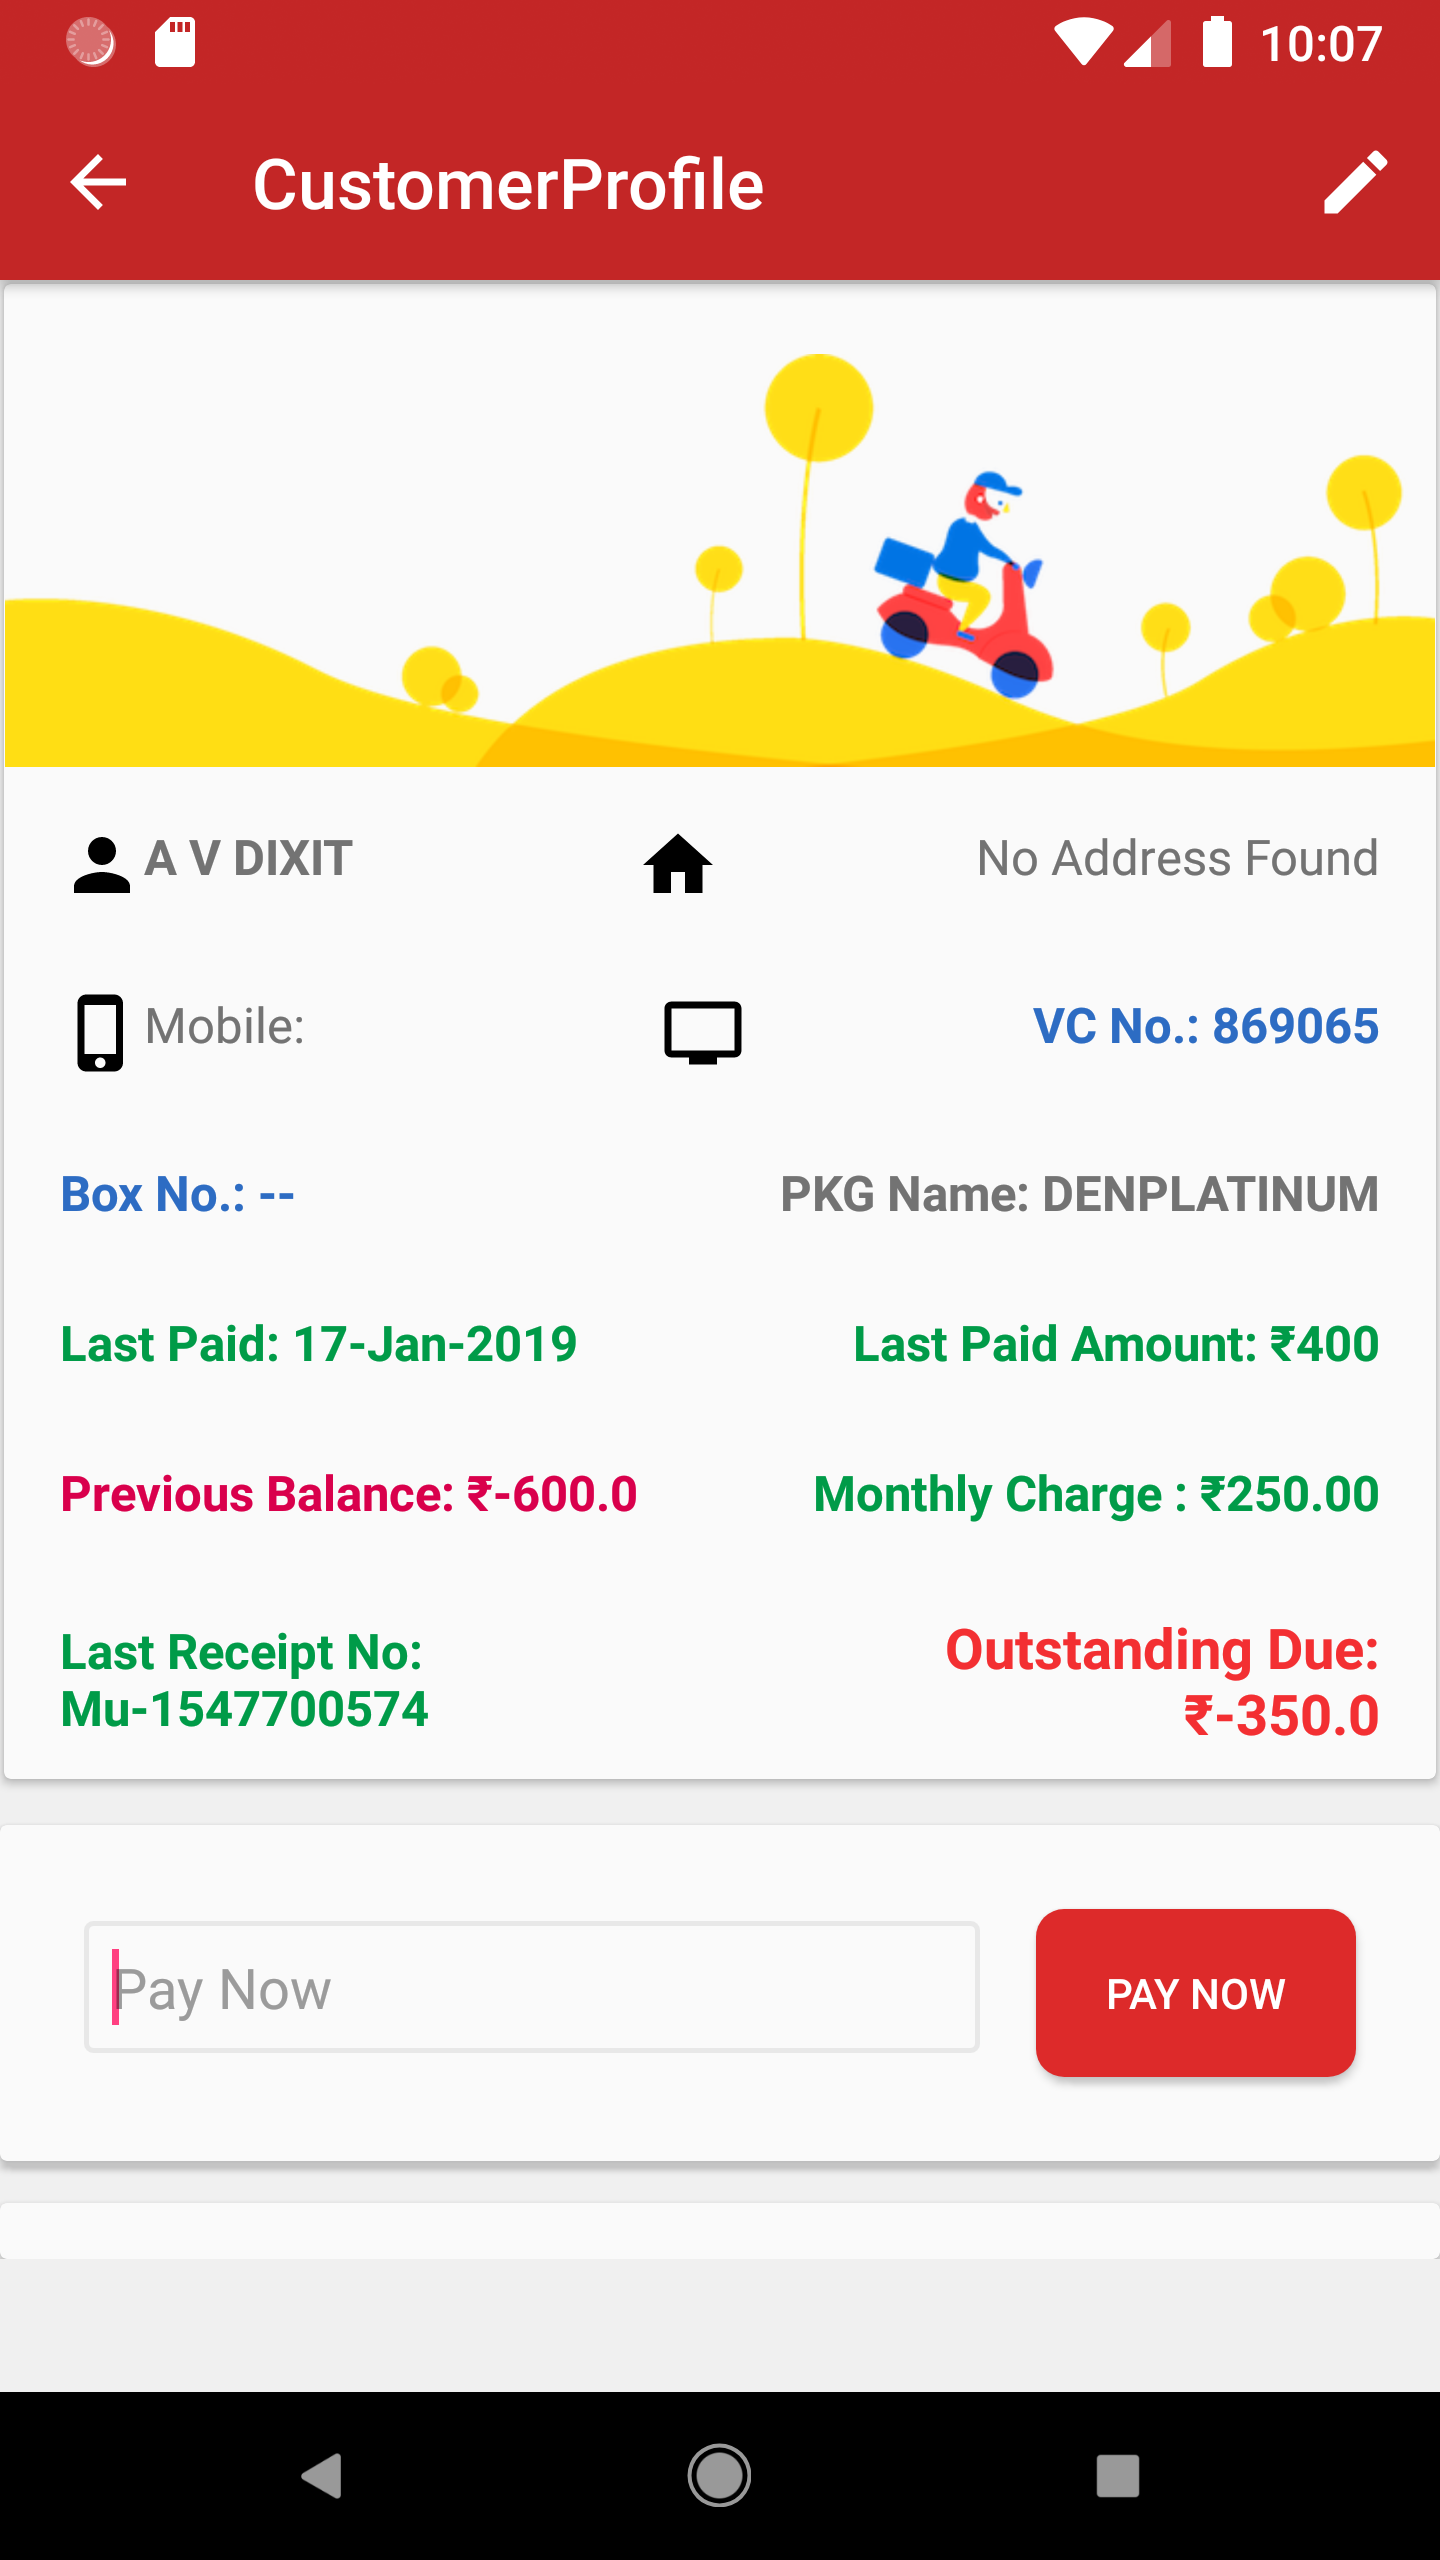 10:07
CustomerProfile
A V DIXIT
No Address Found
Mobile:
VC No.: 869065
Box No.: --
PKG Name: DENPLATINUM
Last Paid: 17-Jan-2019
Last Paid Amount: ₹400
Previous Balance: ₹-600.0
Monthly Charge : ₹250.00
Last Receipt No:
Mu-1547700574
Outstanding Due:
₹-350.0
Pay Now
PAY NOW